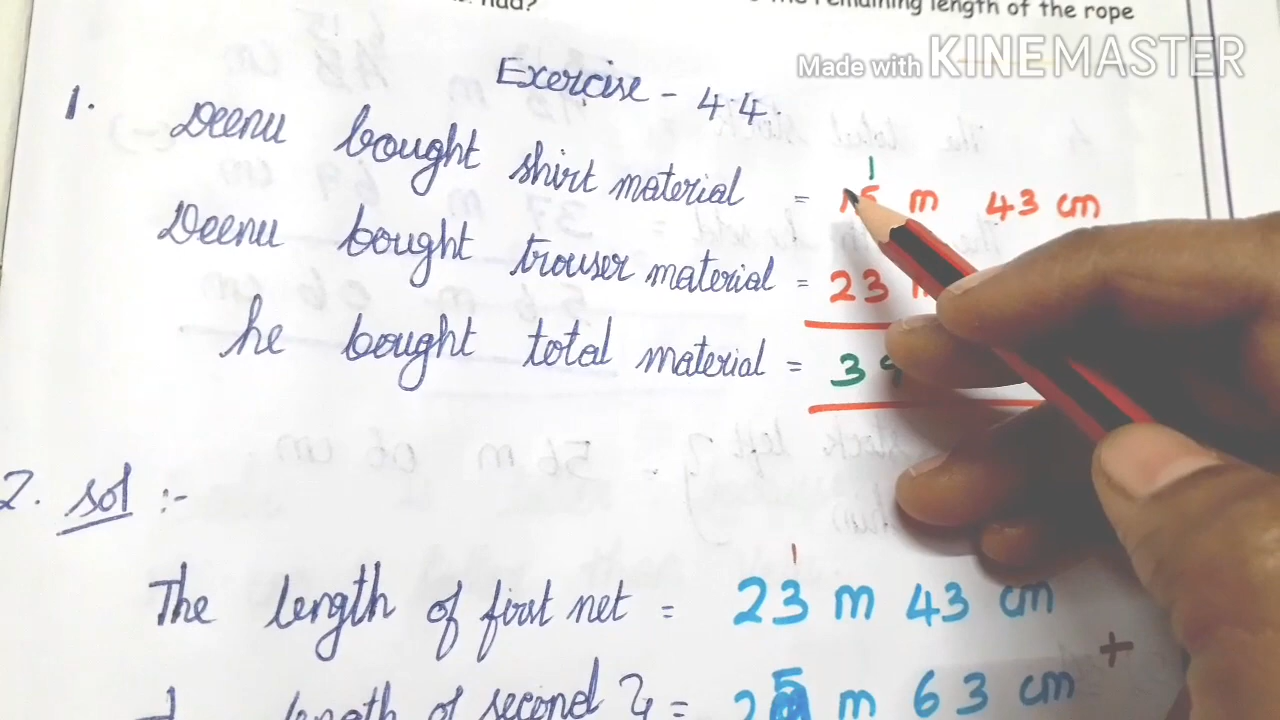 remaining length of the rope
Made with KINEMASTER
Exercise - 4.4.
1.
Deenu bought shirt material = 15 m 43 cm
Deenu bought trouser material = 23
he bought total material = 39
2. Sol :-
The length of first net = 23 m 43 cm
length of second = 25 m 63 cm +